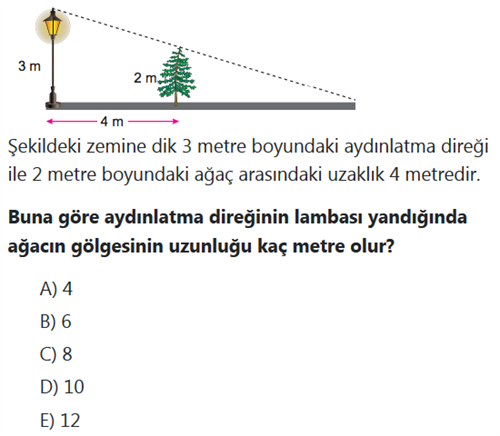 3 m
2 m
4 m
Şekildeki zemine dik 3 metre boyundaki aydınlatma direği
ile 2 metre boyundaki ağaç arasındaki uzaklık 4 metredir.
Buna göre aydınlatma direğinin lambası yandığında
ağacın gölgesinin uzunluğu kaç metre olur?
A) 4
B) 6
C) 8
D) 10
E) 12